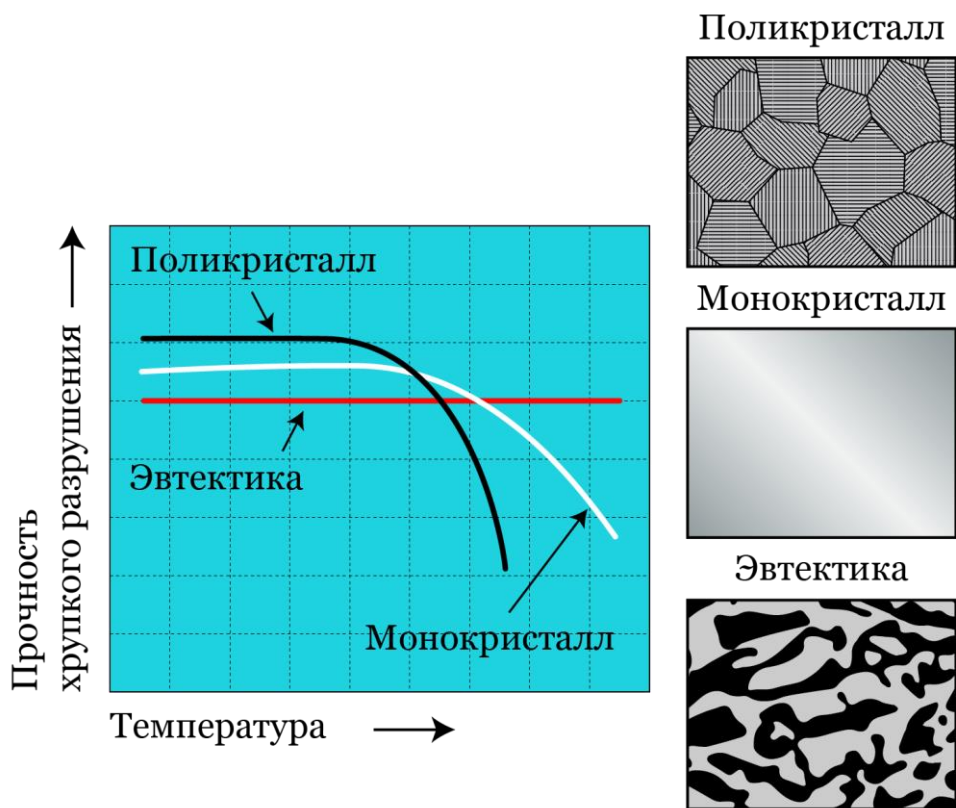 Поликристалл
Монокристалл
Эвтектика
Прочность
хрупкого разрушения
Поликристалл
Эвтектика
Монокристалл
Температура